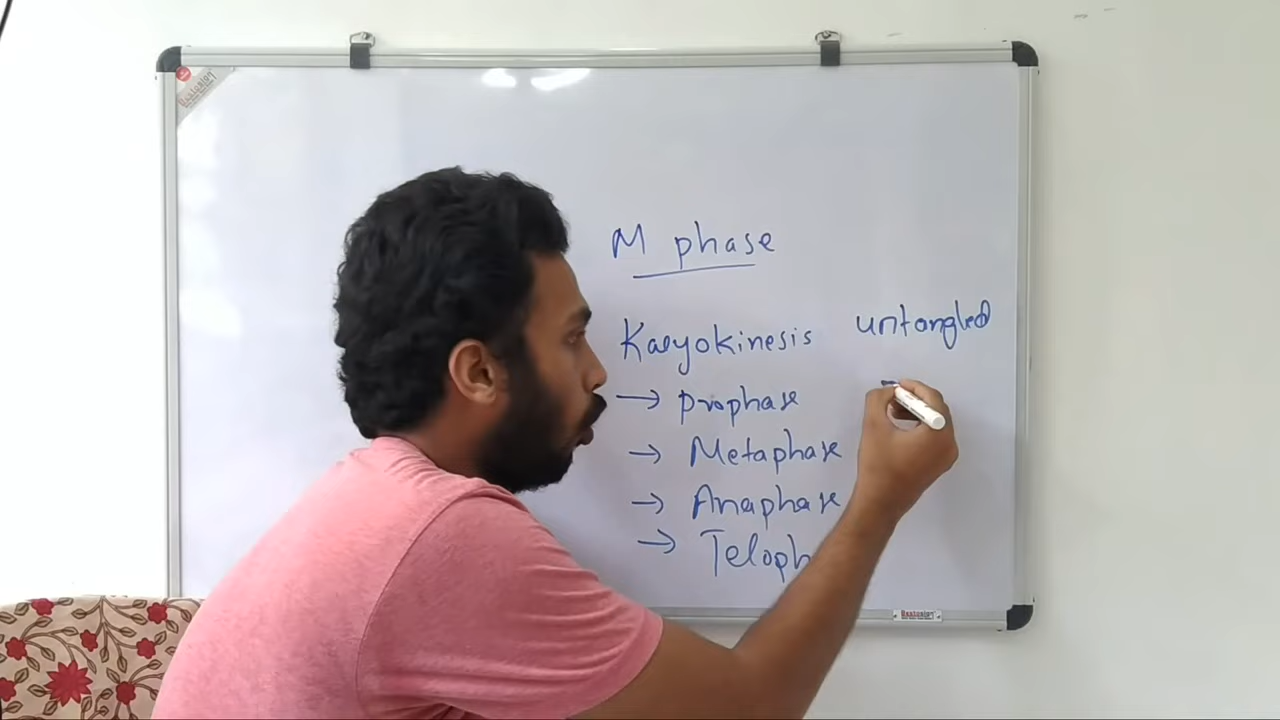 M phase
Karyokinesis untangled
→ prophase
→ Metaphase
→ Anaphase
→ Teloph